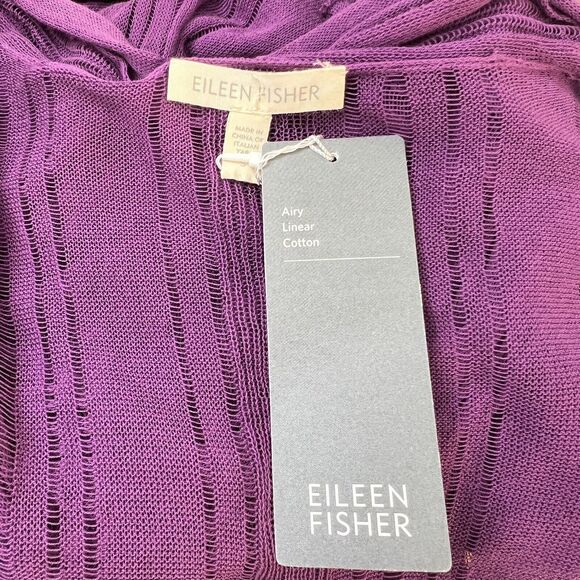 EILEEN FISHER
MADE IN
CHINA OF
ITALIAN
Airy
Linear
Cotton
EILEEN
FISHER